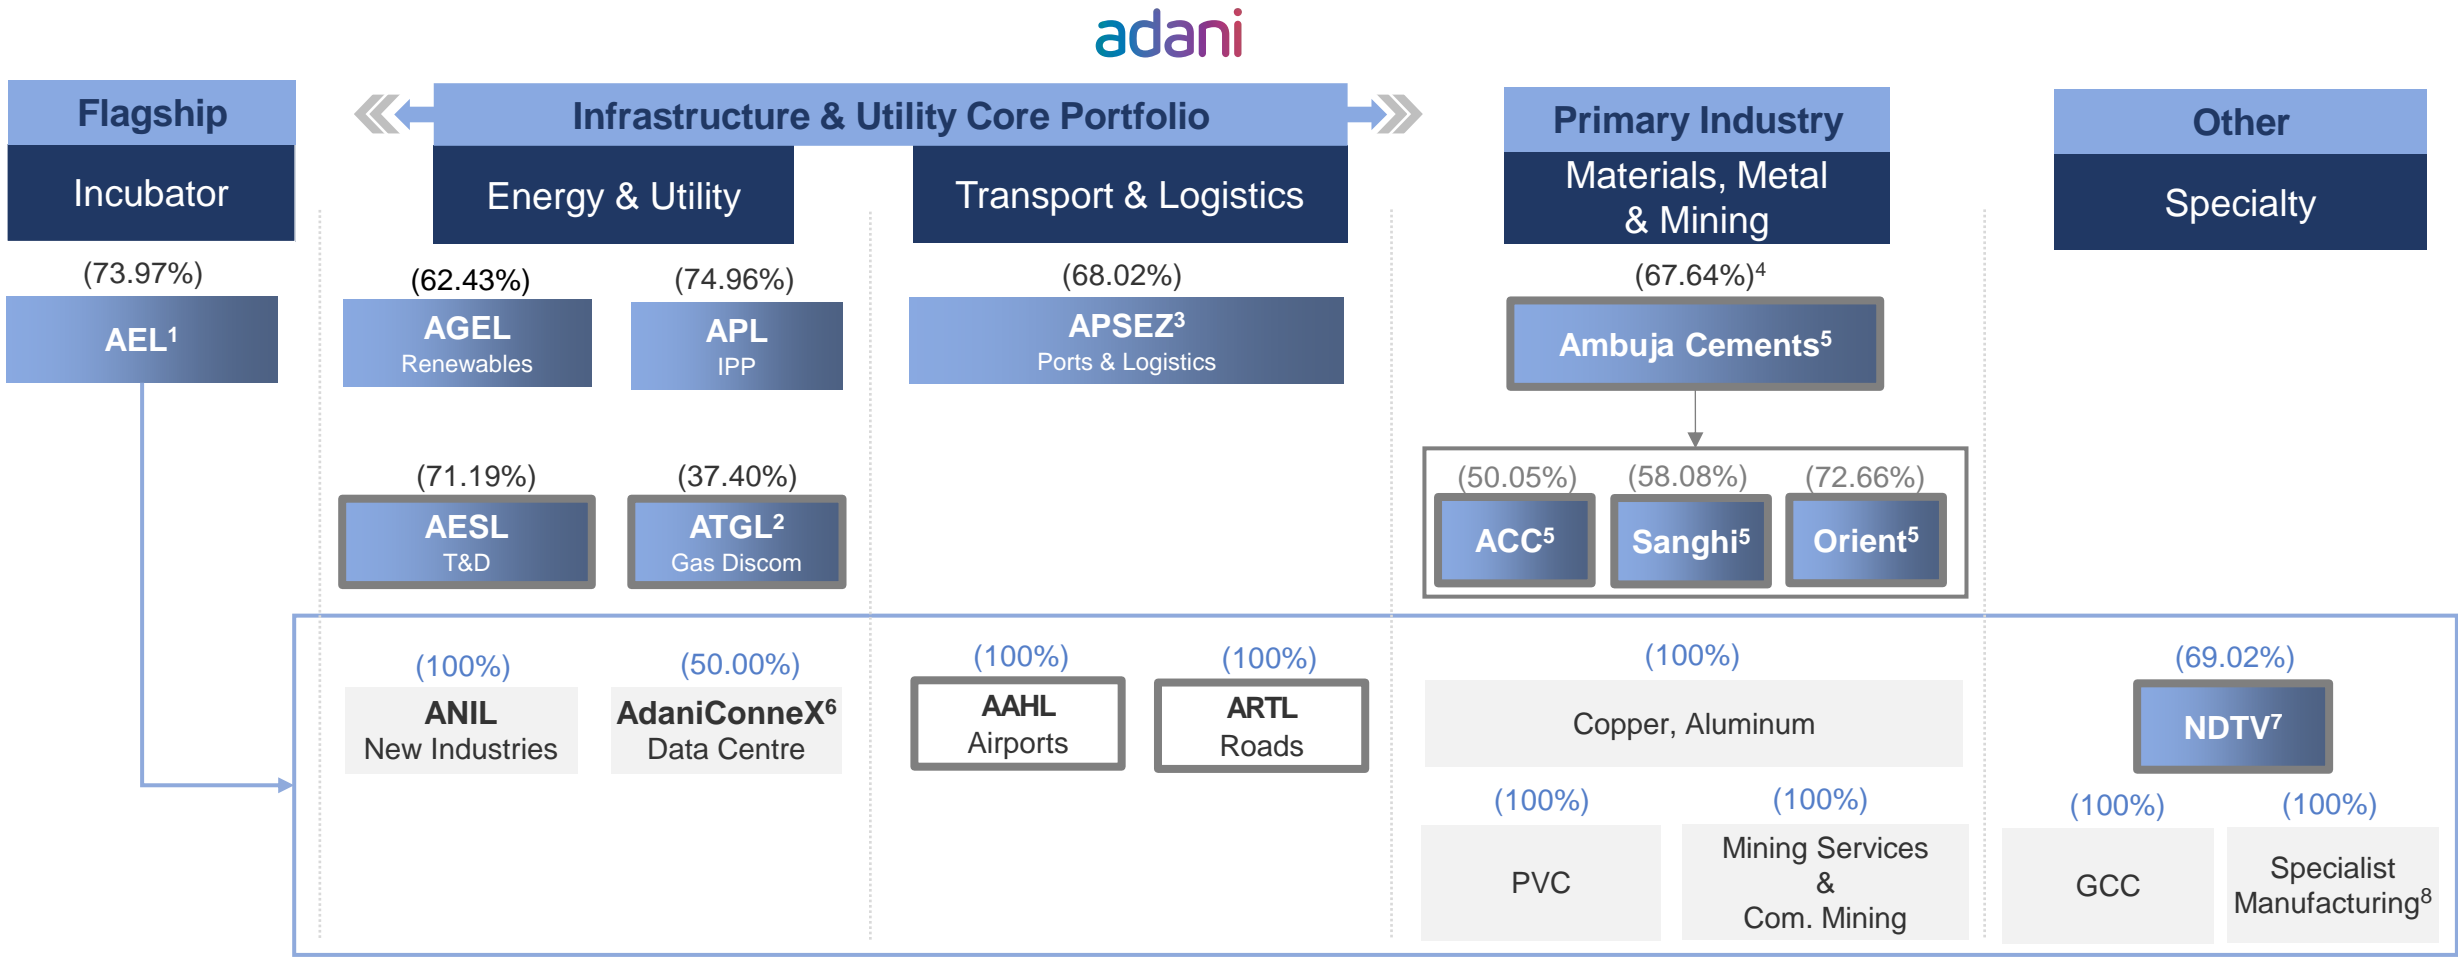 adani
Flagship
Incubator
(73.97%)
AEL1
Infrastructure & Utility Core Portfolio
Energy & Utility
(62.43%)
AGEL
Renewables
(74.96%)
APL
IPP
(71.19%)
AESL
T&D
(37.40%)
ATGL2
Gas Discom
Transport & Logistics
(68.02%)
APSEZ3
Ports & Logistics
Primary Industry
Materials, Metal
& Mining
(67.64%)4
Ambuja Cements5
(50.05%)
ACC5
(58.08%)
Sanghi5
(72.66%)
Orient5
Other
Specialty
(100%)
ANIL
New Industries
(50.00%)
AdaniConneX6
Data Centre
(100%)
AAHL
Airports
(100%)
ARTL
Roads
(100%)
Copper, Aluminum
(100%)
PVC
(100%)
Mining Services
&
Com. Mining
(69.02%)
NDTV7
(100%)
GCC
(100%)
Specialist
Manufacturing8